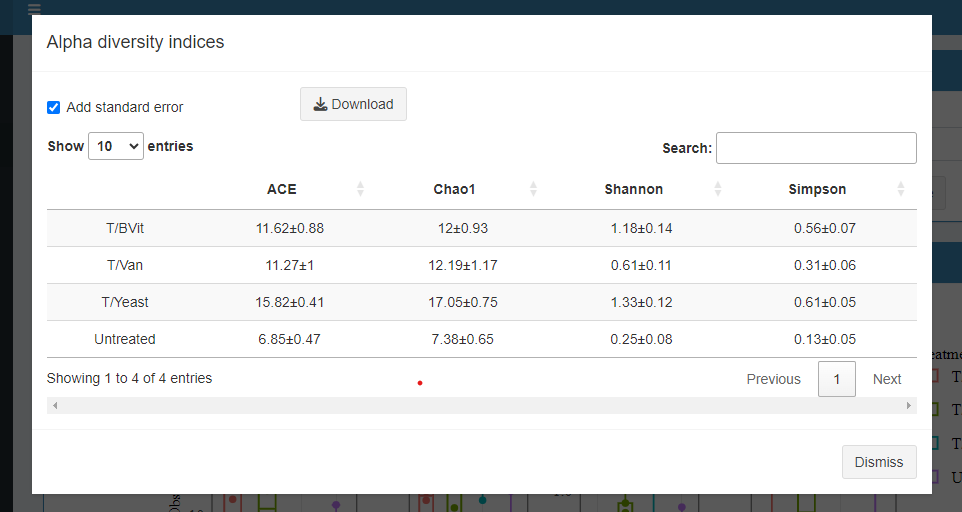 Alpha diversity indices
Add standard error
Download
Show 10 entries
Search:
ACE Chao1 Shannon Simpson
T/BVit 11.62±0.88 12±0.93 1.18±0.14 0.56±0.07
T/Van 11.27±1 12.19±1.17 0.61±0.11 0.31±0.06
T/Yeast 15.82±0.41 17.05±0.75 1.33±0.12 0.61±0.05
Untreated 6.85±0.47 7.38±0.65 0.25±0.08 0.13±0.05
Showing 1 to 4 of 4 entries
Previous 1 Next
Dismiss